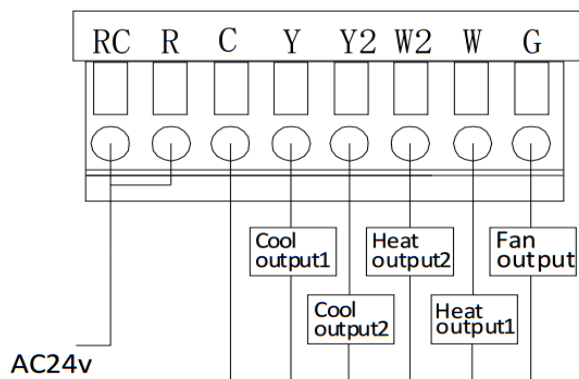 RC R C Y Y2 W2 W G
Cool
output1
Heat
output2
Fan
output
Cool
output2
Heat
output1
AC24v